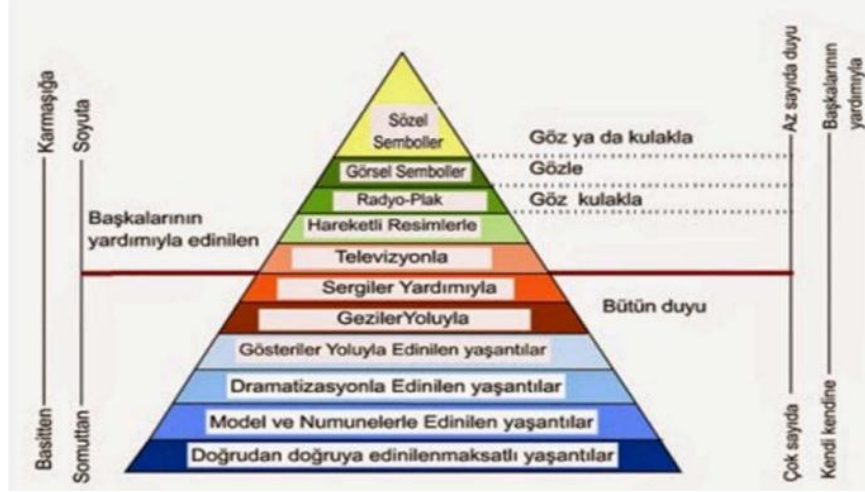 Karmaşığa
Soyuta
Basitten
Somuttan
Başkalarının
yardımıyla edinilen
Sözel
Semboller
Görsel Semboller
Radyo-Plak
Hareketli Resimlerle
Televizyonla
Sergiler Yardımıyla
GezilerYoluyla
Gösteriler Yoluyla Edinilen yaşantılar
Dramatizasyonla Edinilen yaşantılar
Model ve Numunelerle Edinilen yaşantılar
Doğrudan doğruya edinilenmaksatlı yaşantılar
Göz ya da kulakla
Gözle
Göz kulakla
Bütün duyu
Az sayıda duyu
Çok sayıda
Başkalarının
yardımıyla
Kendi kendine